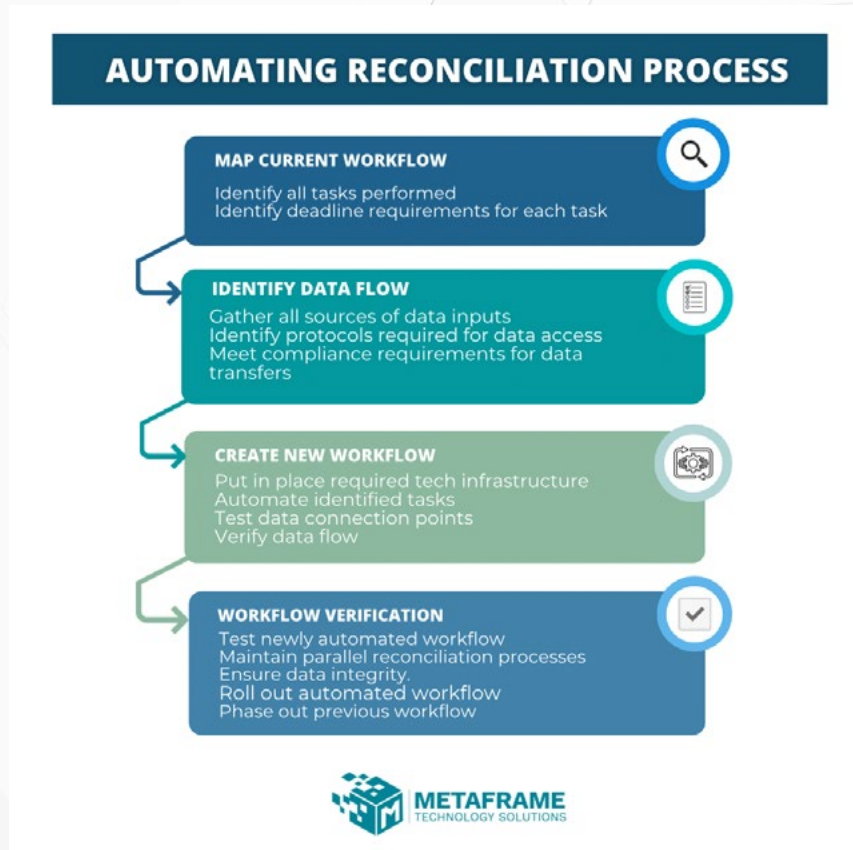 AUTOMATING RECONCILIATION PROCESS
MAP CURRENT WORKFLOW
Identify all tasks performed
Identify deadline requirements for each task
IDENTIFY DATA FLOW
Gather all sources of data inputs
Identify protocols required for data access
Meet compliance requirements for data
transfers
CREATE NEW WORKFLOW
Put in place required tech infrastructure
Automate identified tasks
Test data connection points
Verify data flow
WORKFLOW VERIFICATION
Test newly automated workflow
Maintain parallel reconciliation processes
Ensure data integrity.
Roll out automated workflow
Phase out previous workflow
M
METAFRAME
TECHNOLOGY SOLUTIONS